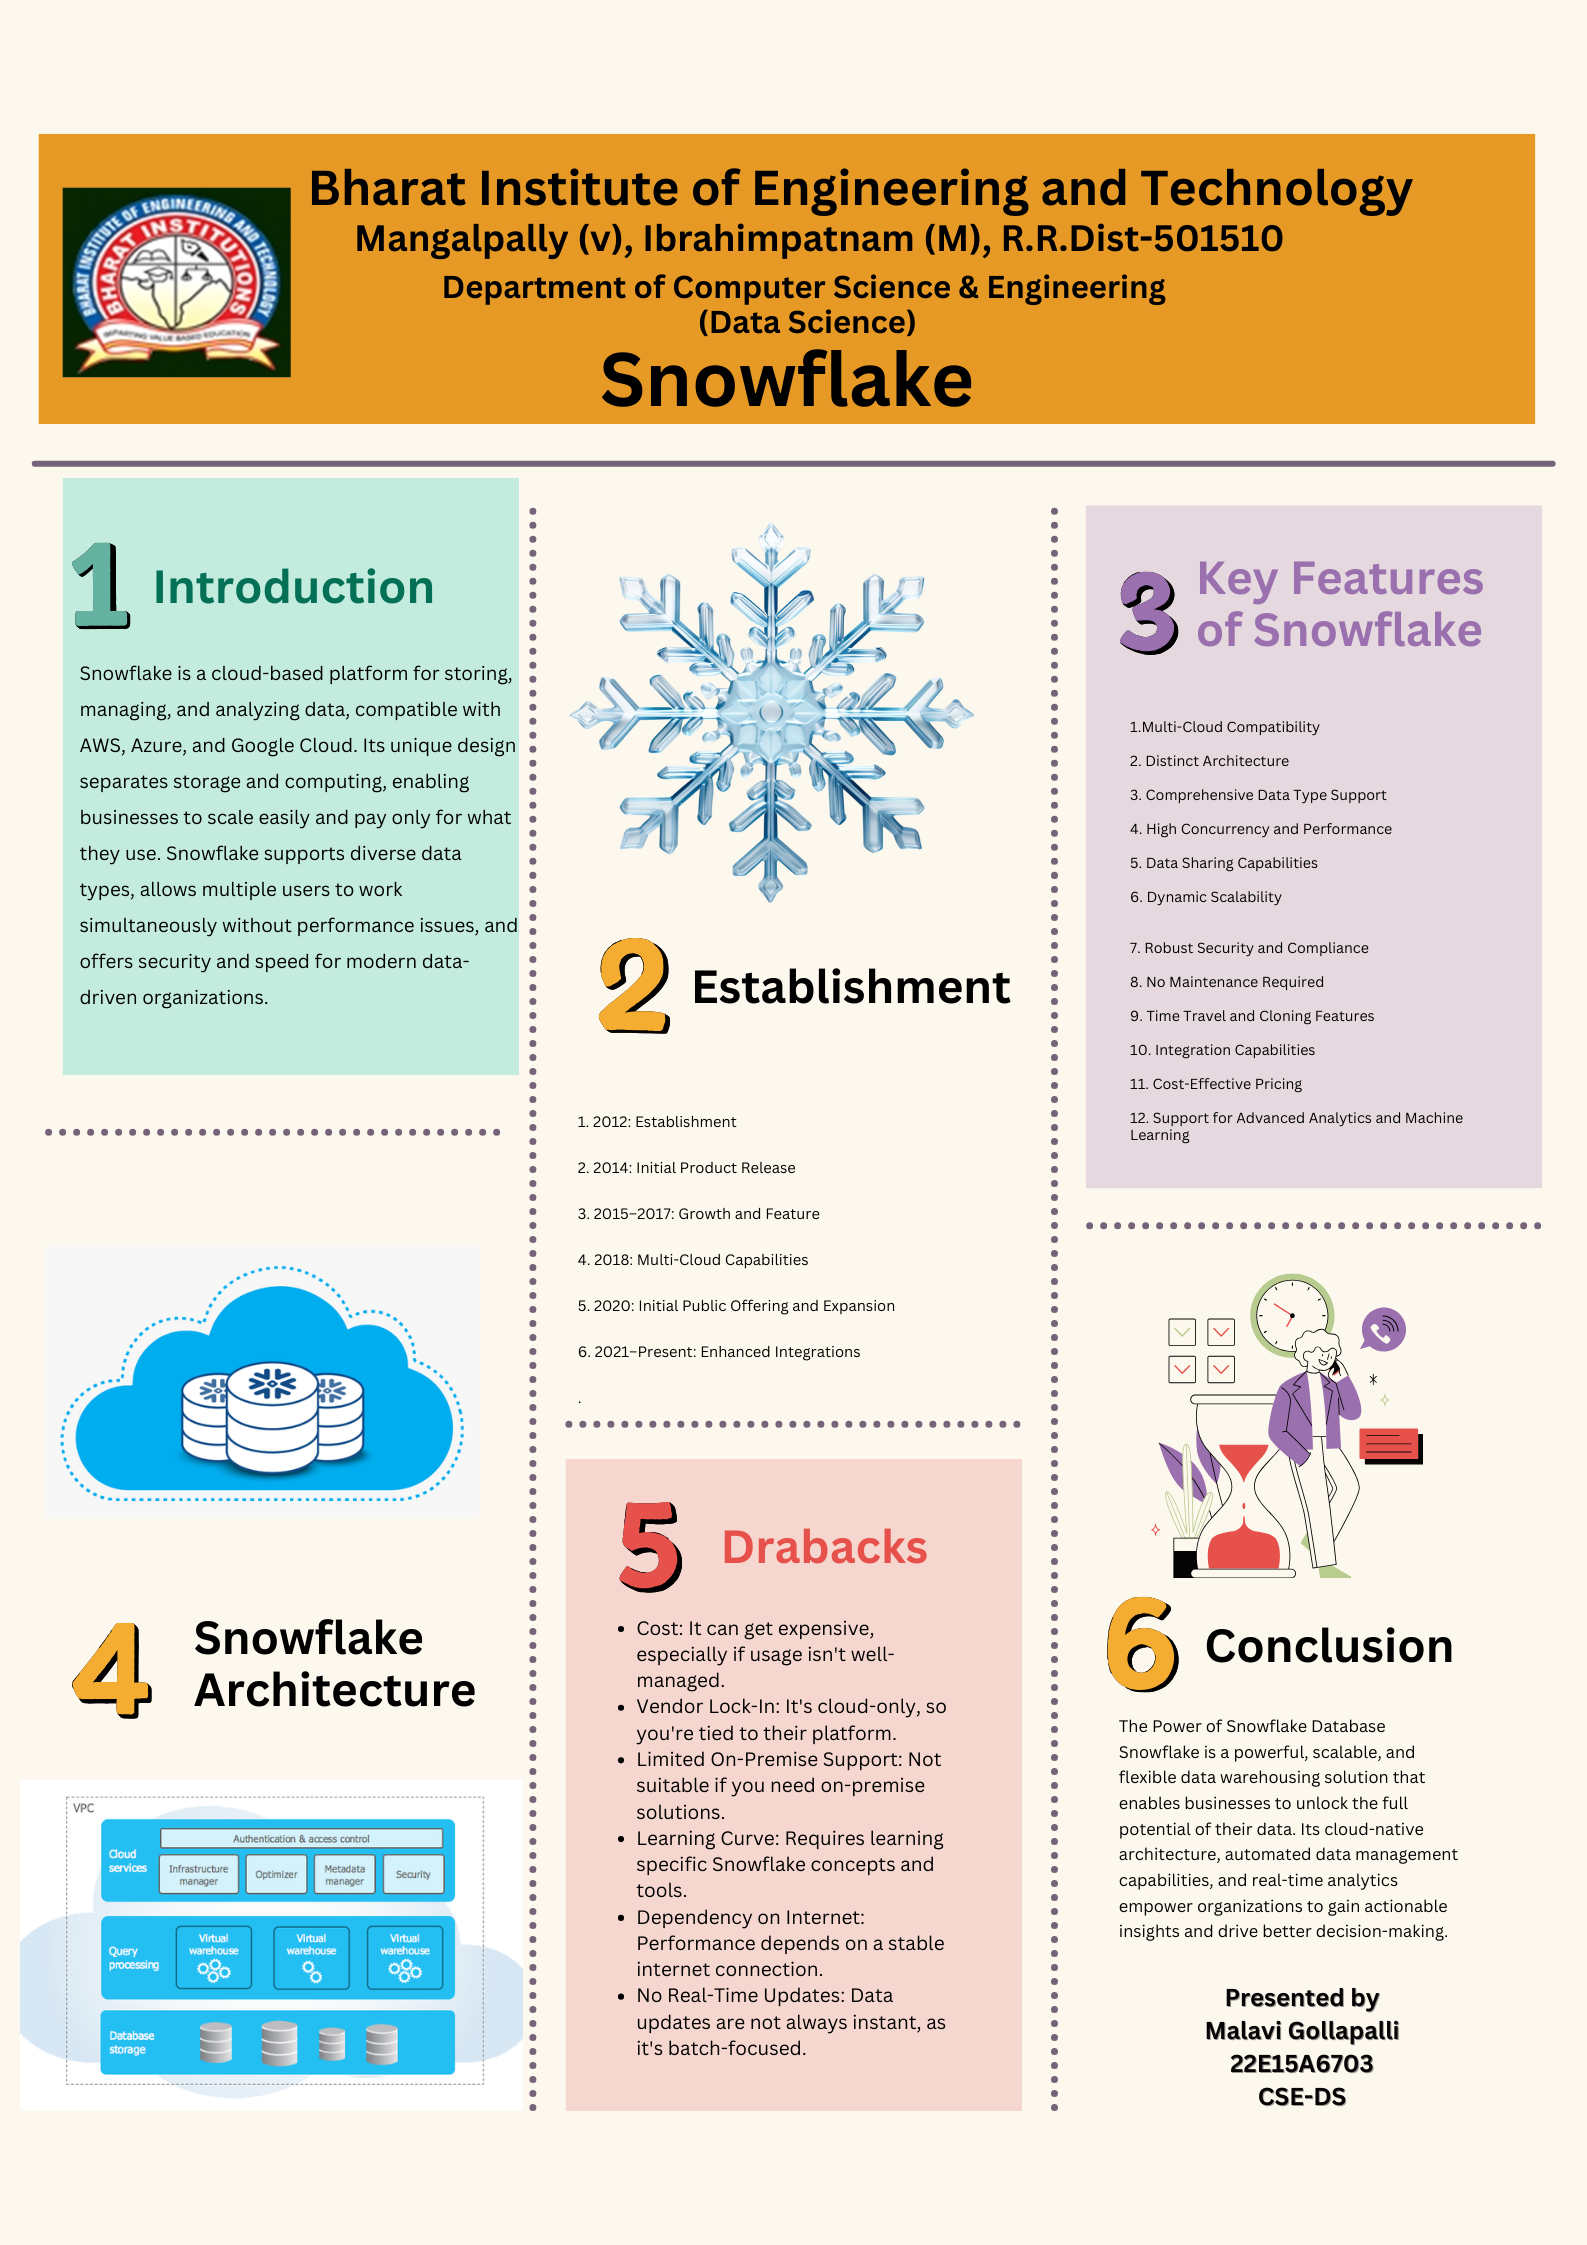 Bharat Institute of Engineering and Technology
Mangalpally (v), Ibrahimpatnam (M), R.R.Dist-501510
Department of Computer Science & Engineering
(Data Science)
Snowflake
BHARAT INSTITUTE OF ENGINEERING AND TECHNOLOGY
BHARAT INSTITUTIONS
IMPARTING VALUE BASED EDUCATION
1 Introduction
Snowflake is a cloud-based platform for storing,
managing, and analyzing data, compatible with
AWS, Azure, and Google Cloud. Its unique design
separates storage and computing, enabling
businesses to scale easily and pay only for what
they use. Snowflake supports diverse data
types, allows multiple users to work
simultaneously without performance issues, and
offers security and speed for modern data-
driven organizations.
2 Establishment
1. 2012: Establishment
2. 2014: Initial Product Release
3. 2015–2017: Growth and Feature
4. 2018: Multi-Cloud Capabilities
5. 2020: Initial Public Offering and Expansion
6. 2021–Present: Enhanced Integrations
.
3 Key Features
of Snowflake
1.Multi-Cloud Compatibility
2. Distinct Architecture
3. Comprehensive Data Type Support
4. High Concurrency and Performance
5. Data Sharing Capabilities
6. Dynamic Scalability
7. Robust Security and Compliance
8. No Maintenance Required
9. Time Travel and Cloning Features
10. Integration Capabilities
11. Cost-Effective Pricing
12. Support for Advanced Analytics and Machine
Learning
4 Snowflake
Architecture
VPC
Cloud
services
Authentication & access control
Infrastructure
manager
Optimizer
Metadata
manager
Security
Query
processing
Virtual
warehouse
Virtual
warehouse
Virtual
warehouse
Database
storage
5 Drabacks
• Cost: It can get expensive,
especially if usage isn't well-
managed.
• Vendor Lock-In: It's cloud-only, so
you're tied to their platform.
• Limited On-Premise Support: Not
suitable if you need on-premise
solutions.
• Learning Curve: Requires learning
specific Snowflake concepts and
tools.
• Dependency on Internet:
Performance depends on a stable
internet connection.
• No Real-Time Updates: Data
updates are not always instant, as
it's batch-focused.
6 Conclusion
The Power of Snowflake Database
Snowflake is a powerful, scalable, and
flexible data warehousing solution that
enables businesses to unlock the full
potential of their data. Its cloud-native
architecture, automated data management
capabilities, and real-time analytics
empower organizations to gain actionable
insights and drive better decision-making.
Presented by
Malavi Gollapalli
22E15A6703
CSE-DS